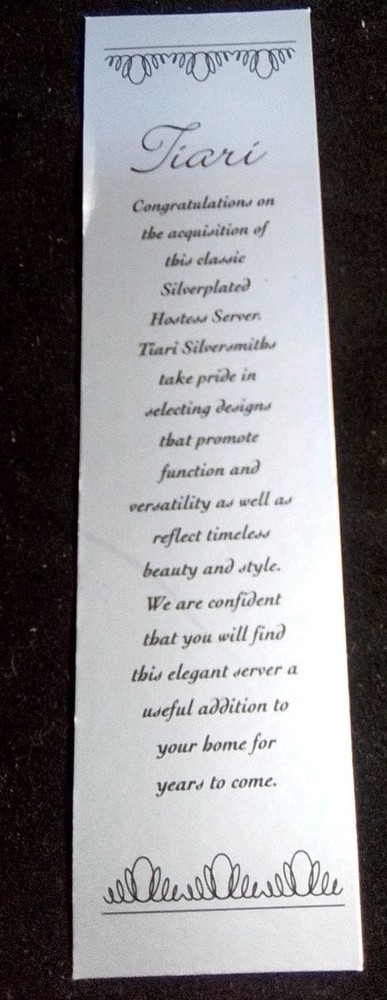 Tiari
Congratulations on
the acquisition of
this classic
Silverplated
Hostess Server.
Tiari Silversmiths
take pride in
selecting designs
that promote
function and
versatility as well as
reflect timeless
beauty and style.
We are confident
that you will find
this elegant server a
useful addition to
your home for
years to come.